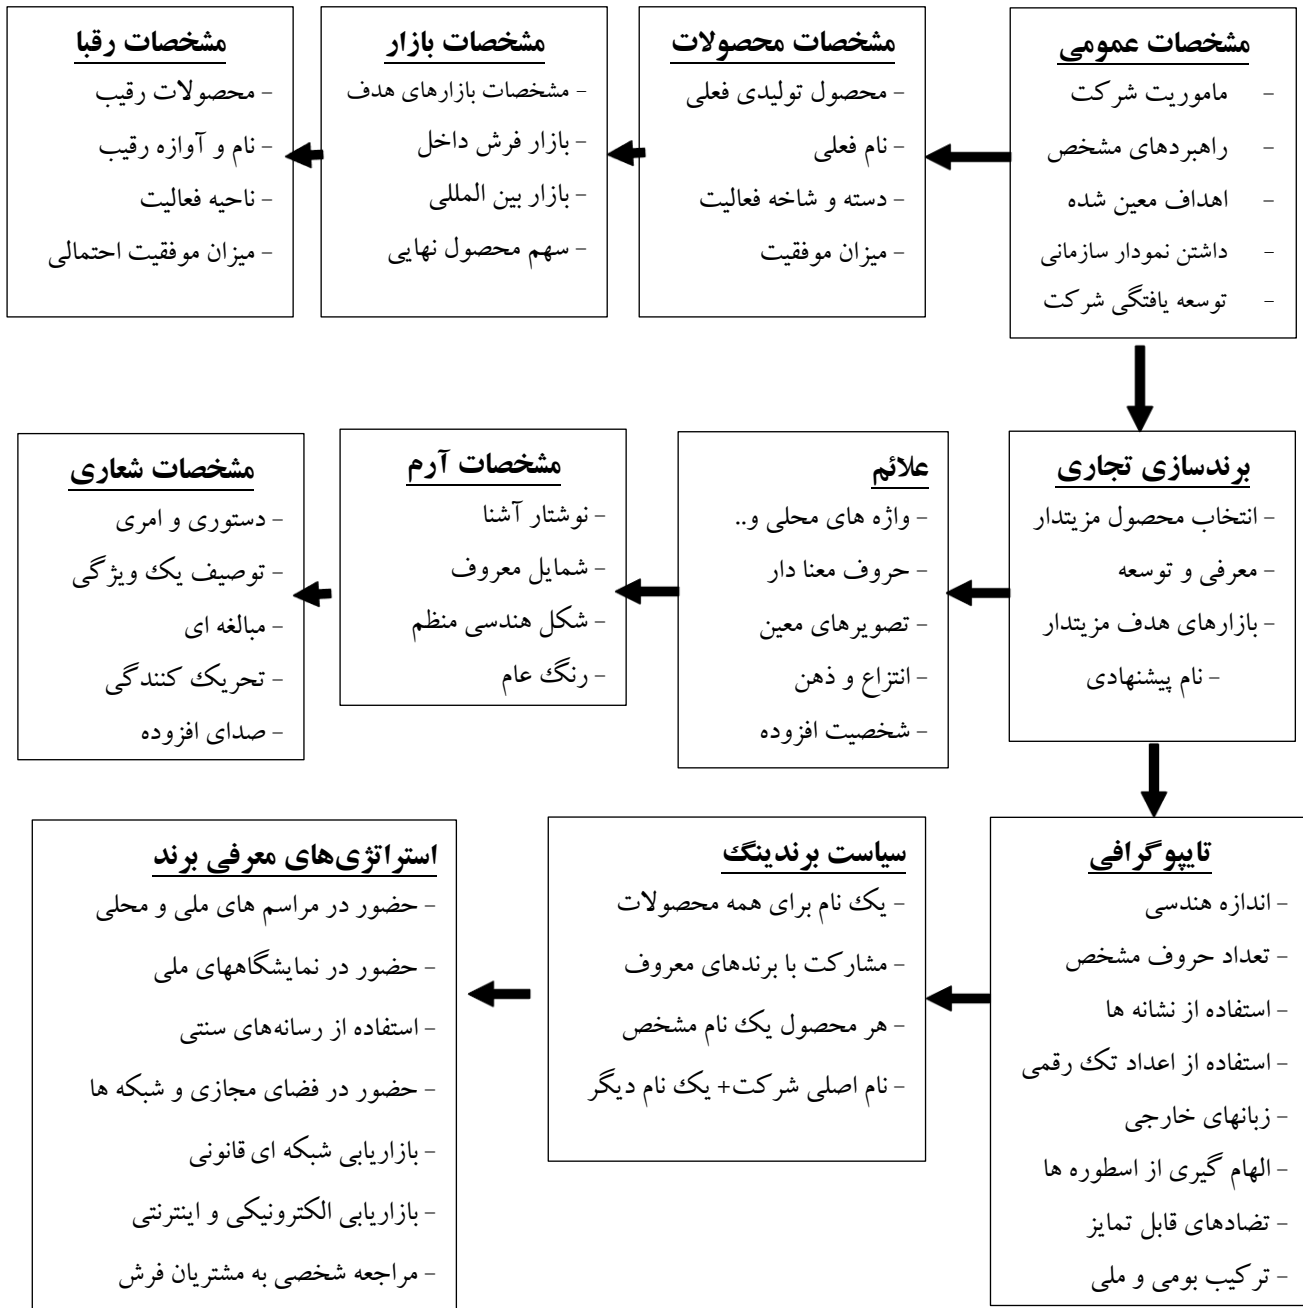 مشخصات عمومی
- ماموریت شرکت
- راهبردهای مشخص
- اهداف معین شده
- داشتن نمودار سازمانی
- توسعه یافتگی شرکت
مشخصات محصولات
- محصول تولیدی فعلی
- نام فعلی
- دسته و شاخه فعالیت
- میزان موفقیت
مشخصات بازار
- مشخصات بازارهای هدف
- بازار فرش داخل
- بازار بین المللی
- سهم محصول نهایی
مشخصات رقبا
- محصولات رقیب
- نام و آوازه رقیب
- ناحیه فعالیت
- میزان موفقیت احتمالی
برندسازی تجاری
- انتخاب محصول مزیتدار
- معرفی و توسعه
- بازارهای هدف مزیتدار
- نام پیشنهادی
علائم
- واژه های محلی و..
- حروف معنا دار
- تصویرهای معین
- انتزاع و ذهن
- شخصیت افزوده
مشخصات آرم
- نوشتار آشنا
- شمایل معروف
- شکل هندسی منظم
- رنگ عام
مشخصات شعاری
- دستوری و امری
- توصیف یک ویژگی
- مبالغه ای
- تحریک کنندگی
- صدای افزوده
تایپوگرافی
- اندازه هندسی
- تعداد حروف مشخص
- استفاده از نشانه ها
- استفاده از اعداد تک رقمی
- زبانهای خارجی
- الهام گیری از اسطوره ها
- تضادهای قابل تمایز
- ترکیب بومی و ملی
سیاست برندینگ
- یک نام برای همه محصولات
- مشارکت با برندهای معروف
- هر محصول یک نام مشخص
- نام اصلی شرکت+ یک نام دیگر
استراتژی‌های معرفی برند
- حضور در مراسم های ملی و محلی
- حضور در نمایشگاههای ملی
- استفاده از رسانه‌های سنتی
- حضور در فضای مجازی و شبکه ها
- بازاریابی شبکه ای قانونی
- بازاریابی الکترونیکی و اینترنتی
- مراجعه شخصی به مشتریان فرش